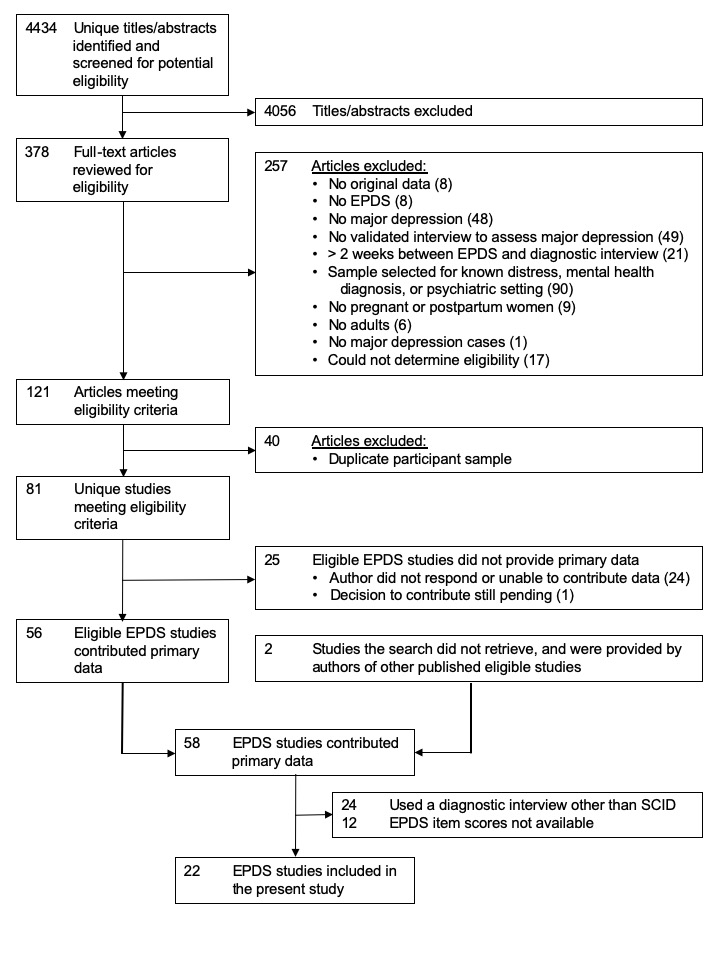 4434 Unique titles/abstracts
identified and
screened for potential
eligibility
4056 Titles/abstracts excluded
378 Full-text articles
reviewed for
eligibility
257 Articles excluded:
• No original data (8)
• No EPDS (8)
• No major depression (48)
• No validated interview to assess major depression (49)
• > 2 weeks between EPDS and diagnostic interview (21)
• Sample selected for known distress, mental health
diagnosis, or psychiatric setting (90)
• No pregnant or postpartum women (9)
• No adults (6)
• No major depression cases (1)
• Could not determine eligibility (17)
121 Articles meeting
eligibility criteria
40 Articles excluded:
• Duplicate participant sample
81 Unique studies
meeting eligibility
criteria
25 Eligible EPDS studies did not provide primary data
• Author did not respond or unable to contribute data (24)
• Decision to contribute still pending (1)
56 Eligible EPDS studies
contributed primary
data
2 Studies the search did not retrieve, and were provided by
authors of other published eligible studies
58 EPDS studies contributed
primary data
24 Used a diagnostic interview other than SCID
12 EPDS item scores not available
22 EPDS studies included in
the present study